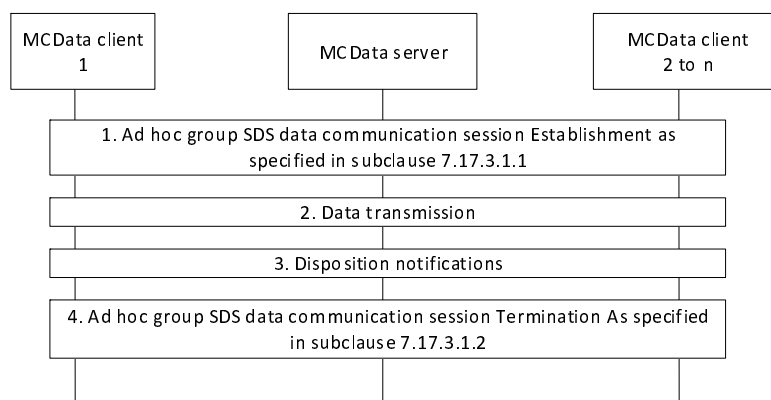 MCData client
1
MCData server
MCData client
2 to n
1. Ad hoc group SDS data communication session Establishment as
specified in subclause 7.17.3.1.1
2. Data transmission
3. Disposition notifications
4. Ad hoc group SDS data communication session Termination As specified
in subclause 7.17.3.1.2